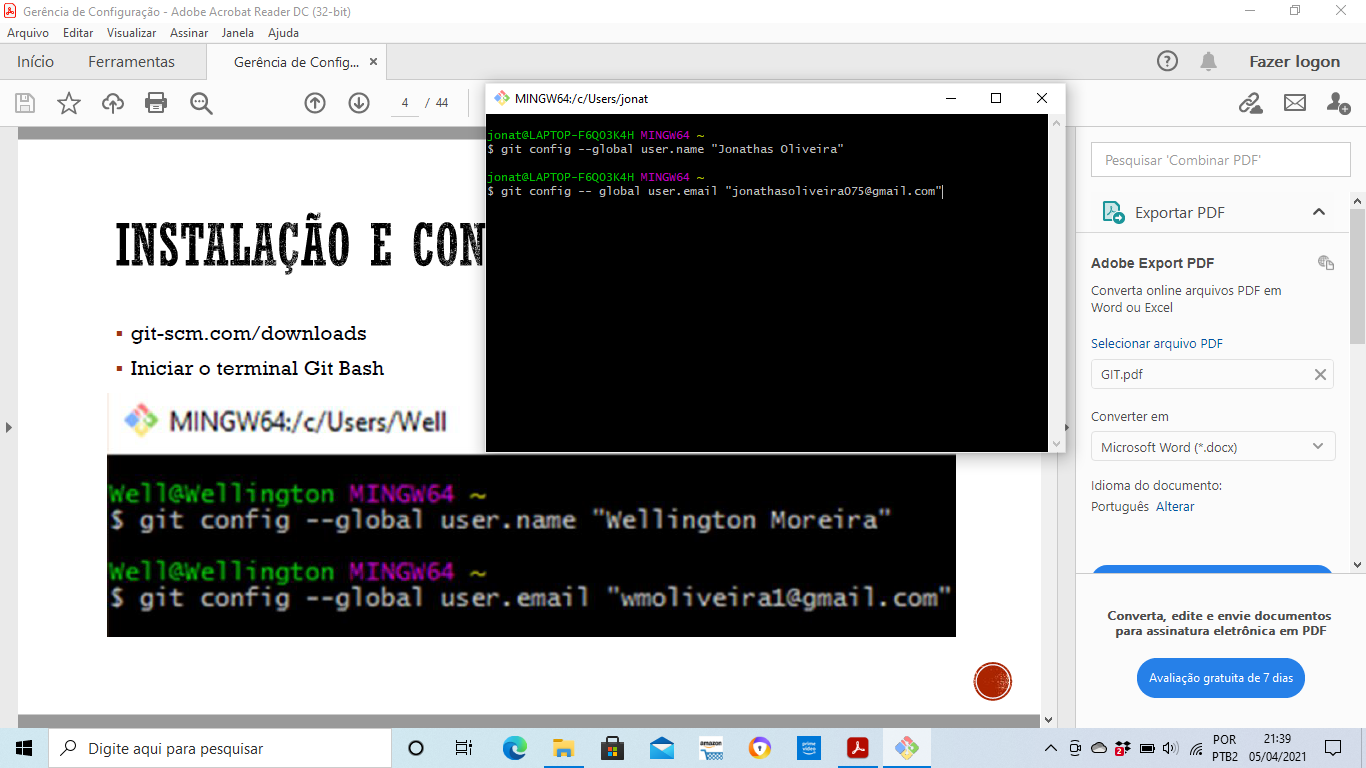 Gerência de Configuração - Adobe Acrobat Reader DC (32-bit)
Arquivo Editar Visualizar Assinar Janela Ajuda
Início Ferramentas Gerência de Config... × Fazer logon
4 / 44
MINGW64:/c/Users/jonat
jonat@LAPTOP-F6QO3K4H MINGW64 ~
$ git config --global user.name "Jonathas Oliveira"
jonat@LAPTOP-F6QO3K4H MINGW64 ~
$ git config -- global user.email "jonathasoliveira075@gmail.com"
INSTALAÇÃO E CON
▪ git-scm.com/downloads
▪ Iniciar o terminal Git Bash
MINGW64:/c/Users/Well
Well@Wellington MINGW64 ~
$ git config --global user.name "Wellington Moreira"
Well@Wellington MINGW64 ~
$ git config --global user.email "wmoliveira1@gmail.com"
Pesquisar 'Combinar PDF'
Exportar PDF
Adobe Export PDF
Converta online arquivos PDF em
Word ou Excel
Selecionar arquivo PDF
GIT.pdf
Converter em
Microsoft Word (*.docx)
Idioma do documento:
Português Alterar
Converta, edite e envie documentos
para assinatura eletrônica em PDF
Avaliação gratuita de 7 dias
Digite aqui para pesquisar
amazon
prime video
2
POR
PTB2
21:39
05/04/2021